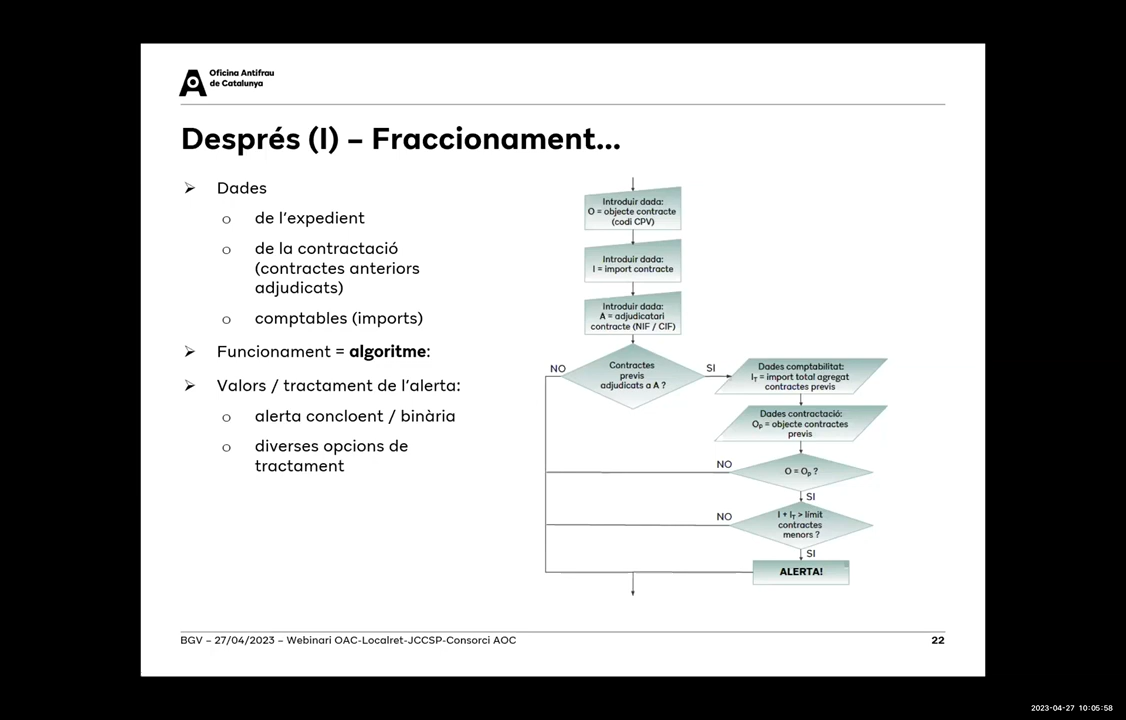 Oficina Antifrau
de Catalunya
Després (I) – Fraccionament...
➢ Dades
o de l'expedient
o de la contractació
(contractes anteriors
adjudicats)
o comptables (imports)
➢ Funcionament = algoritme:
➢ Valors / tractament de l'alerta:
o alerta concloent / binària
o diverses opcions de
tractament
Introduir dada:
O = objecte contracte
(codi CPV)
Introduir dada:
I = import contracte
Introduir dada:
A = adjudicatari
contracte (NIF / CIF)
NO
Contractes
previs
adjudicats a A ?
SI
Dades comptabilitat:
I_T = import total agregat
contractes previs
Dades contractació:
O_P = objecte contractes
previs
NO
O = O_p ?
SI
NO
I + I_T > límit
contractes
menors ?
SI
ALERTA!
BGV – 27/04/2023 – Webinari OAC-Localret-JCCSP-Consorci AOC
22
2023-04-27 10:05:58